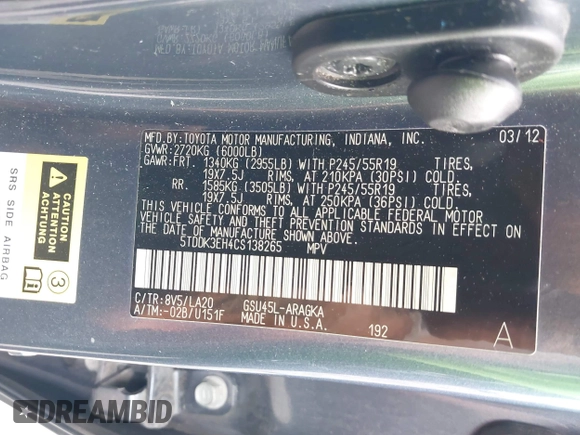 MFD.BY:TOYOTA MOTOR MANUFACTURING, INDIANA, INC. 03/12
GVWR: 2720KG (6000LB)
GAWR:FRT. 1340KG (2955LB) WITH P245/55R19 TIRES,
19X7.5J RIMS, AT 210KPA (30PSI) COLD.
RR. 1585KG (3505LB) WITH P245/55R19 TIRES,
19X7.5J RIMS, AT 250KPA (36PSI) COLD.
THIS VEHICLE CONFORMS TO ALL APPLICABLE FEDERAL MOTOR
VEHICLE SAFETY AND THEFT PREVENTION STANDARDS IN EFFECT ON
THE DATE OF MANUFACTURE SHOWN ABOVE.
5TDDK3EH4CS138265 MPV
C/TR:8V5/LA20 GSU45L-ARAGKA
A/TM:-02B/U151F MADE IN U.S.A. 192 A
CAUTION
ATTENTION
ACHTUNG
3
SRS SIDE AIRBAG
DREAMBID